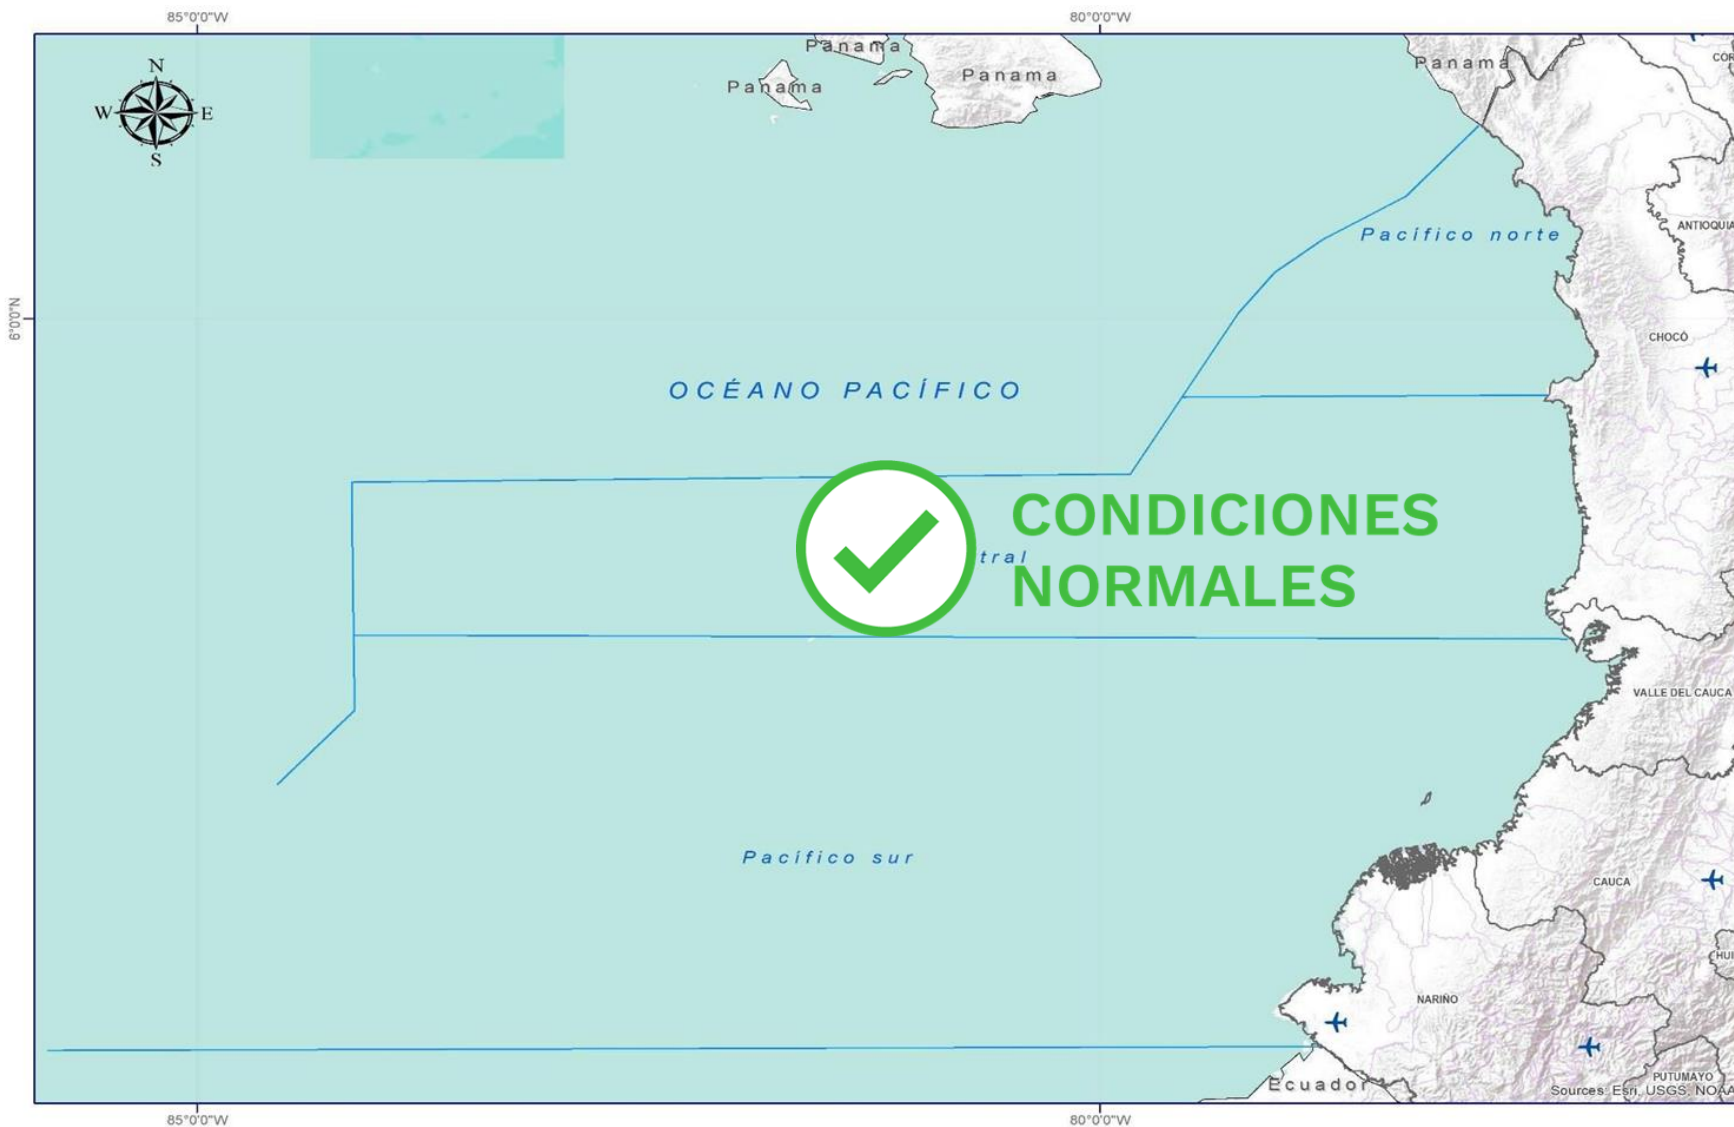 85°0'0"W
80°0'0"W
N
W
E
S
Panama
Panama
Panama
Panama
Pacífico norte
ANTIOQUIA
6°0'0"N
CHOCÓ
OCÉANO PACÍFICO
CONDICIONES
NORMALES
tral
VALLE DEL CAUCA
Pacífico sur
CAUCA
HUI
NARIÑO
PUTUMAYO
Ecuador
Sources: Esri, USGS, NOAA
85°0'0"W
80°0'0"W